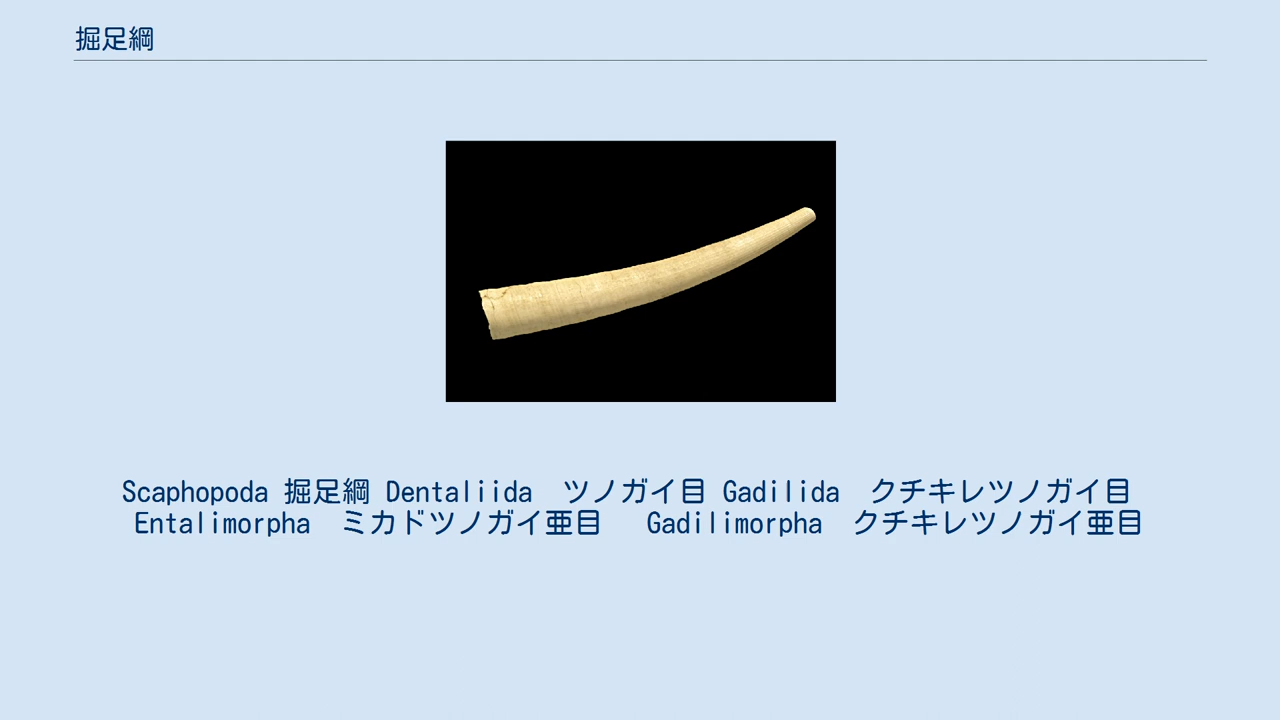 掘足綱
Scaphopoda 掘足綱 Dentaliida　ツノガイ目 Gadilida　クチキレツノガイ目
Entalimorpha　ミカドツノガイ亜目　 Gadilimorpha　クチキレツノガイ亜目